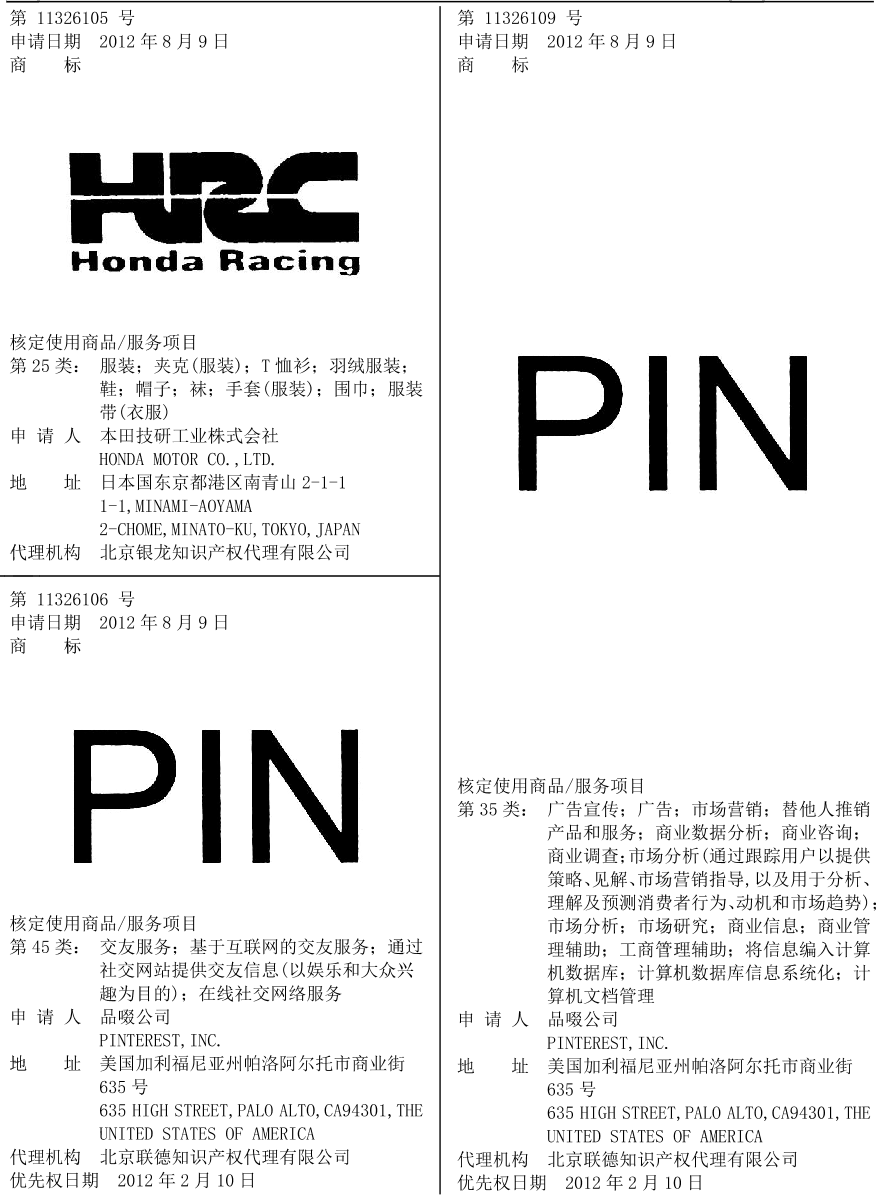 第 11326105 号
申请日期 2012 年 8 月 9 日
商 标
HRC
Honda Racing
核定使用商品/服务项目
第 25 类： 服装；夹克(服装)；T 恤衫；羽绒服装；
鞋；帽子；袜；手套(服装)；围巾；服装
带(衣服)
申 请 人 本田技研工业株式会社
HONDA MOTOR CO.,LTD.
地 址 日本国东京都港区南青山 2-1-1
1-1,MINAMI-AOYAMA
2-CHOME,MINATO-KU,TOKYO,JAPAN
代理机构 北京银龙知识产权代理有限公司
第 11326106 号
申请日期 2012 年 8 月 9 日
商 标
PIN
核定使用商品/服务项目
第 45 类： 交友服务；基于互联网的交友服务；通过
社交网站提供交友信息(以娱乐和大众兴
趣为目的)；在线社交网络服务
申 请 人 品啜公司
PINTEREST,INC.
地 址 美国加利福尼亚州帕洛阿尔托市商业街
635 号
635 HIGH STREET,PALO ALTO,CA94301,THE
UNITED STATES OF AMERICA
代理机构 北京联德知识产权代理有限公司
优先权日期 2012 年 2 月 10 日
第 11326109 号
申请日期 2012 年 8 月 9 日
商 标
PIN
核定使用商品/服务项目
第 35 类： 广告宣传；广告；市场营销；替他人推销
产品和服务；商业数据分析；商业咨询；
商业调查；市场分析(通过跟踪用户以提供
策略、见解、市场营销指导,以及用于分析、
理解及预测消费者行为、动机和市场趋势)；
市场分析；市场研究；商业信息；商业管
理辅助；工商管理辅助；将信息编入计算
机数据库；计算机数据库信息系统化；计
算机文档管理
申 请 人 品啜公司
PINTEREST,INC.
地 址 美国加利福尼亚州帕洛阿尔托市商业街
635 号
635 HIGH STREET,PALO ALTO,CA94301,THE
UNITED STATES OF AMERICA
代理机构 北京联德知识产权代理有限公司
优先权日期 2012 年 2 月 10 日